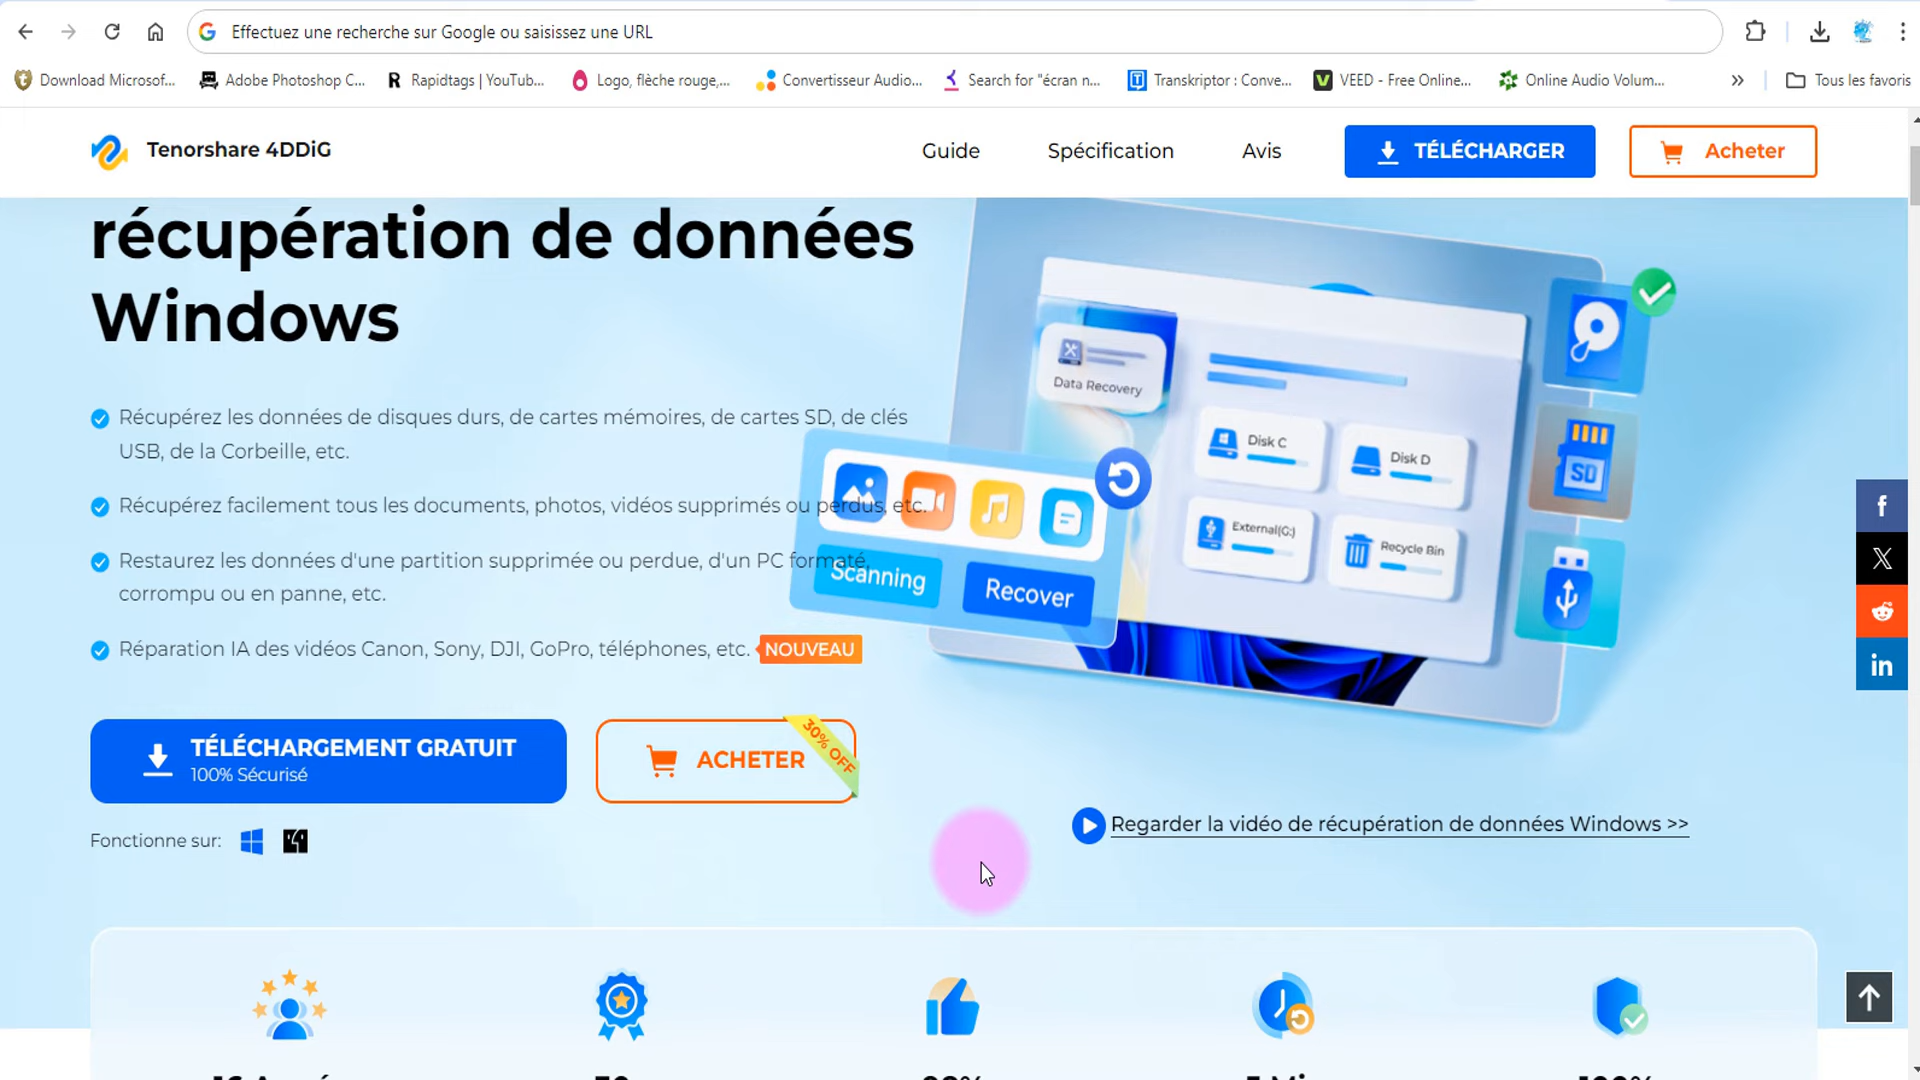 Effectuez une recherche sur Google ou saisissez une URL
Download Microsof...
Adobe Photoshop C...
Rapidtags | YouTub...
Logo, flèche rouge,...
Convertisseur Audio...
Search for "écran n...
Transkriptor : Conve...
VEED - Free Online...
Online Audio Volum...
»
Tous les favoris
Tenorshare 4DDiG
Guide
Spécification
Avis
TÉLÉCHARGER
Acheter
récupération de données
Windows
Récupérez les données de disques durs, de cartes mémoires, de cartes SD, de clés
USB, de la Corbeille, etc.
Récupérez facilement tous les documents, photos, vidéos supprimés ou perdus, etc.
Restaurez les données d'une partition supprimée ou perdue, d'un PC formaté,
corrompu ou en panne, etc.
Réparation IA des vidéos Canon, Sony, DJI, GoPro, téléphones, etc. NOUVEAU
TÉLÉCHARGEMENT GRATUIT
100% Sécurisé
ACHETER
30% OFF
Fonctionne sur:
Data Recovery
Disk C
Disk D
External(G:)
Recycle Bin
Scanning
Recover
SD
Regarder la vidéo de récupération de données Windows >>